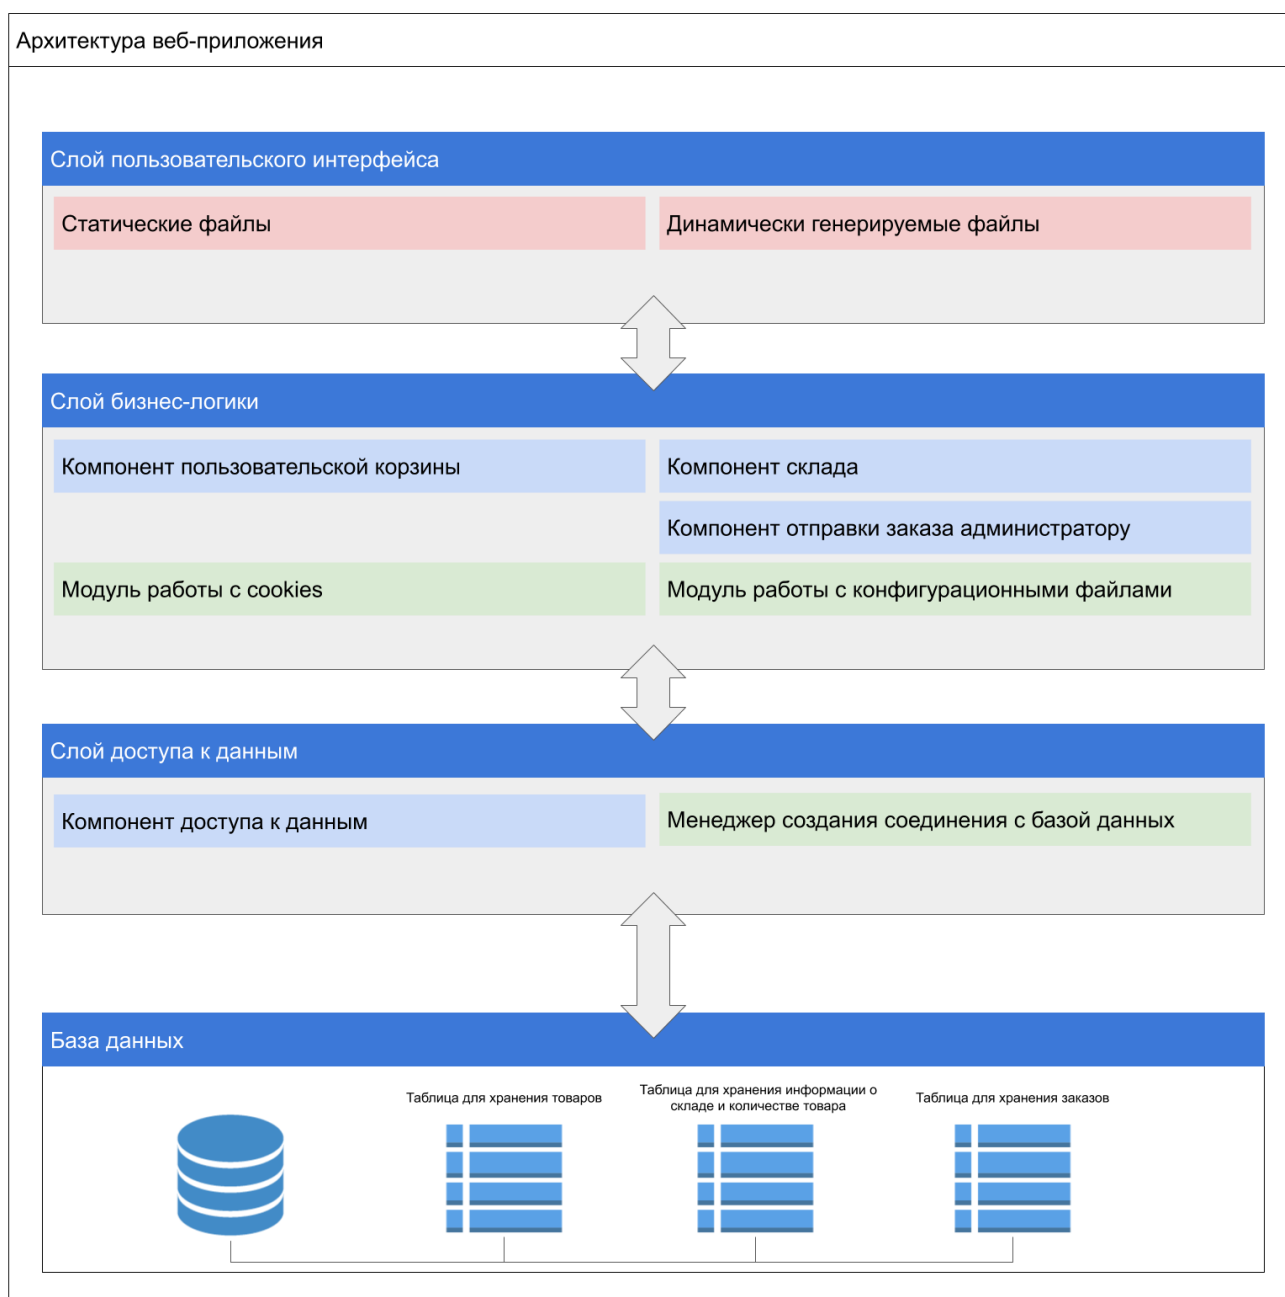 Архитектура веб-приложения
Слой пользовательского интерфейса
Статические файлы
Динамически генерируемые файлы
Слой бизнес-логики
Компонент пользовательской корзины
Компонент склада
Компонент отправки заказа администратору
Модуль работы с cookies
Модуль работы с конфигурационными файлами
Слой доступа к данным
Компонент доступа к данным
Менеджер создания соединения с базой данных
База данных
Таблица для хранения товаров
Таблица для хранения информации о
складе и количестве товара
Таблица для хранения заказов